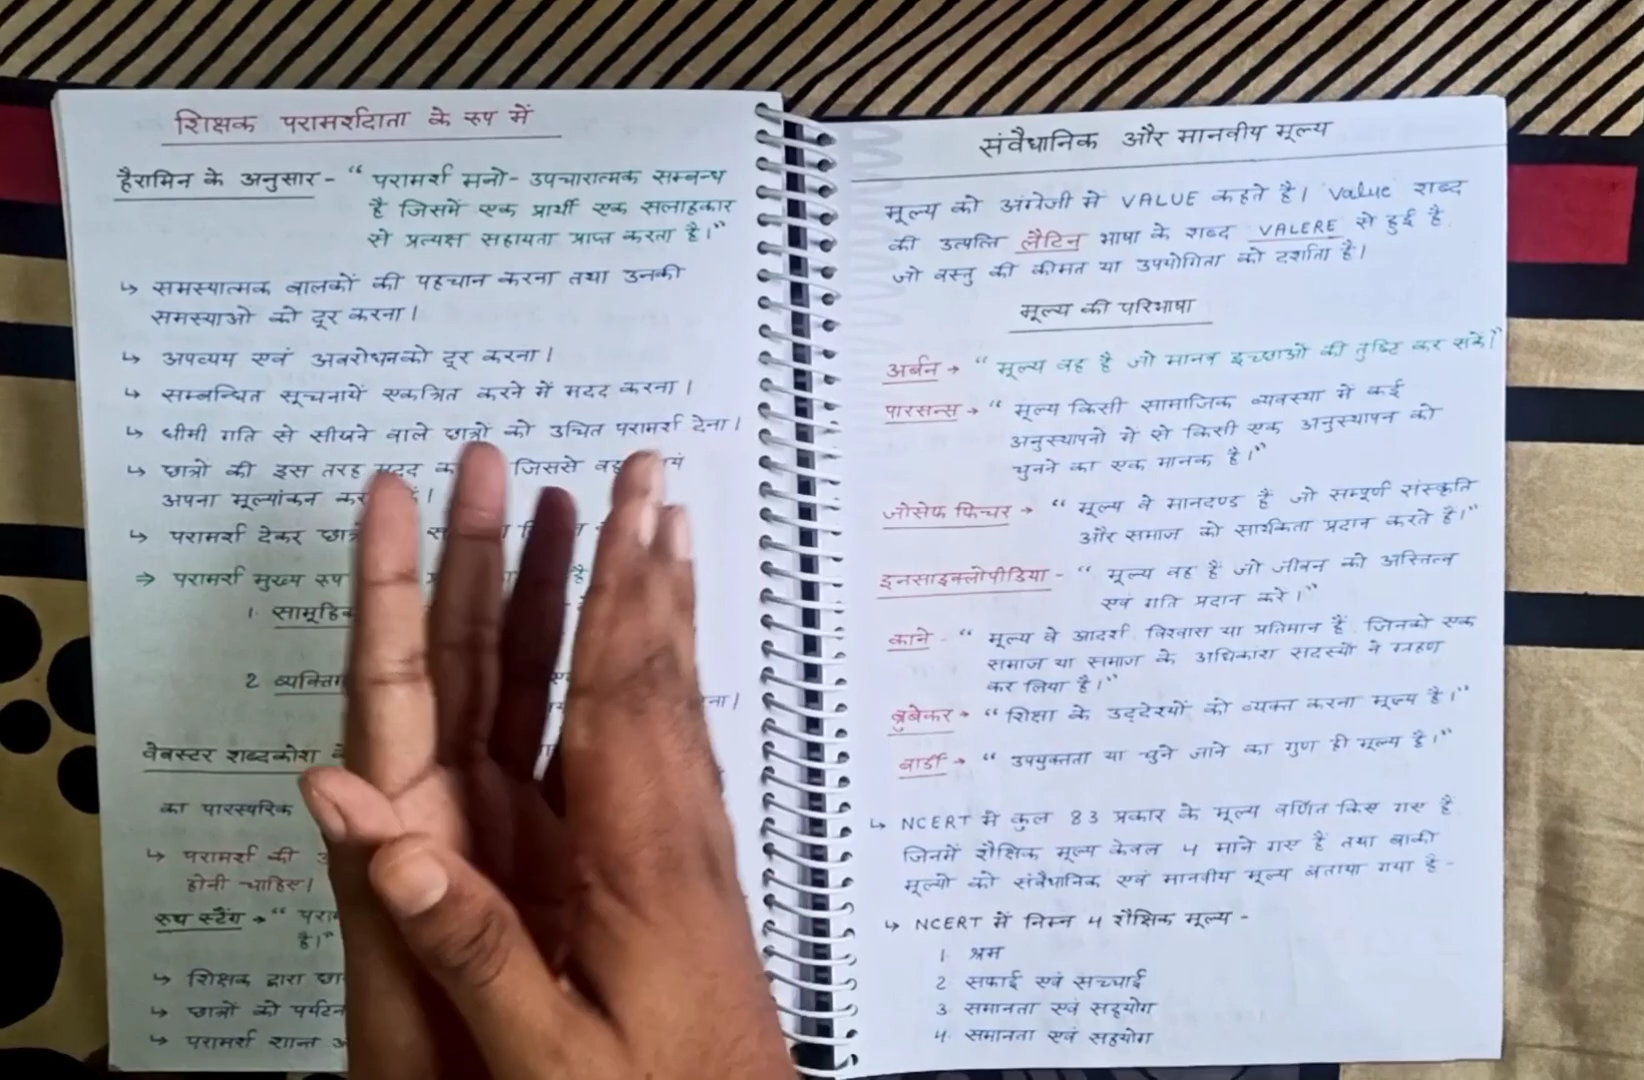 शिक्षक परामर्शदाता के रूप में
हैरामिन के अनुसार - “ परामर्श मनो- उपचारात्मक सम्बन्ध
है जिसमें एक प्रार्थी एक सलाहकार
से प्रत्यक्ष सहायता प्राप्त करता है।”
↳ समस्यात्मक बालकों की पहचान करना तथा उनकी
समस्याओ को दूर करना।
↳ अपव्यय एवं अवरोधनको दूर करना।
↳ सम्बन्धित सूचनायें एकत्रित करने में मदद करना।
↳ धीमी गति से सीखने वाले छात्रों को उचित परामर्श देना।
↳ छात्रो की इस तरह मदद जिससे वह
अपना मूल्यांकन कर
↳ परामर्श देकर
⇒ परामर्श मुख्य रूप
1. सामूहिक
2 व्यक्तिगत
वेबस्टर शब्दकोश के
का पारस्परिक
↳ परामर्श की
होनी चाहिए।
रूथ स्टैंग → “
है।”
↳ शिक्षक द्वारा
↳ छात्रों को पर्यटन
↳ परामर्श शान्त
संवैधानिक और मानवीय मूल्य
मूल्य को अंग्रेजी मे VALUE कहते है। Value शब्द
की उत्पत्ति लैटिन भाषा के शब्द VALERE से हुई है
जो वस्तु की कीमत या उपयोगिता को दर्शाता है।
मूल्य की परिभाषा
अर्बन → “ मूल्य वह है जो मानव इच्छाओ की तुष्टि कर सके।”
पारसन्स → “ मूल्य किसी सामाजिक व्यवस्था में कई
अनुस्थापनो में से किसी एक अनुस्थापन को
चुनने का एक मानक है।”
जोसेफ फिचर → “ मूल्य वे मानदण्ड हैं जो सम्पूर्ण संस्कृति
और समाज को सार्थकता प्रदान करते है।”
इनसाइक्लोपीडिया - “ मूल्य वह है जो जीवन को अस्तित्व
एवं गति प्रदान करे।”
काने - “ मूल्य वे आदर्श विश्वास या प्रतिमान हैं जिनको एक
समाज या समाज के अधिकांश सदस्यों ने ग्रहण
कर लिया है।”
ब्रुबेकर → “ शिक्षा के उद्देश्यों को व्यक्त करना मूल्य है।”
बार्डी → “ उपयुक्तता या चुने जाने का गुण ही मूल्य है।”
↳ NCERT में कुल 83 प्रकार के मूल्य वर्णित किए गए है
जिनमें शैक्षिक मूल्य केवल 4 माने गए हैं तथा बाकी
मूल्यो को संवैधानिक एवं मानवीय मूल्य बताया गया है -
↳ NCERT में निम्न 4 शैक्षिक मूल्य -
1. श्रम
2 सफाई एवं सच्चाई
3. समानता एवं सहयोग
4. समानता एवं सहयोग